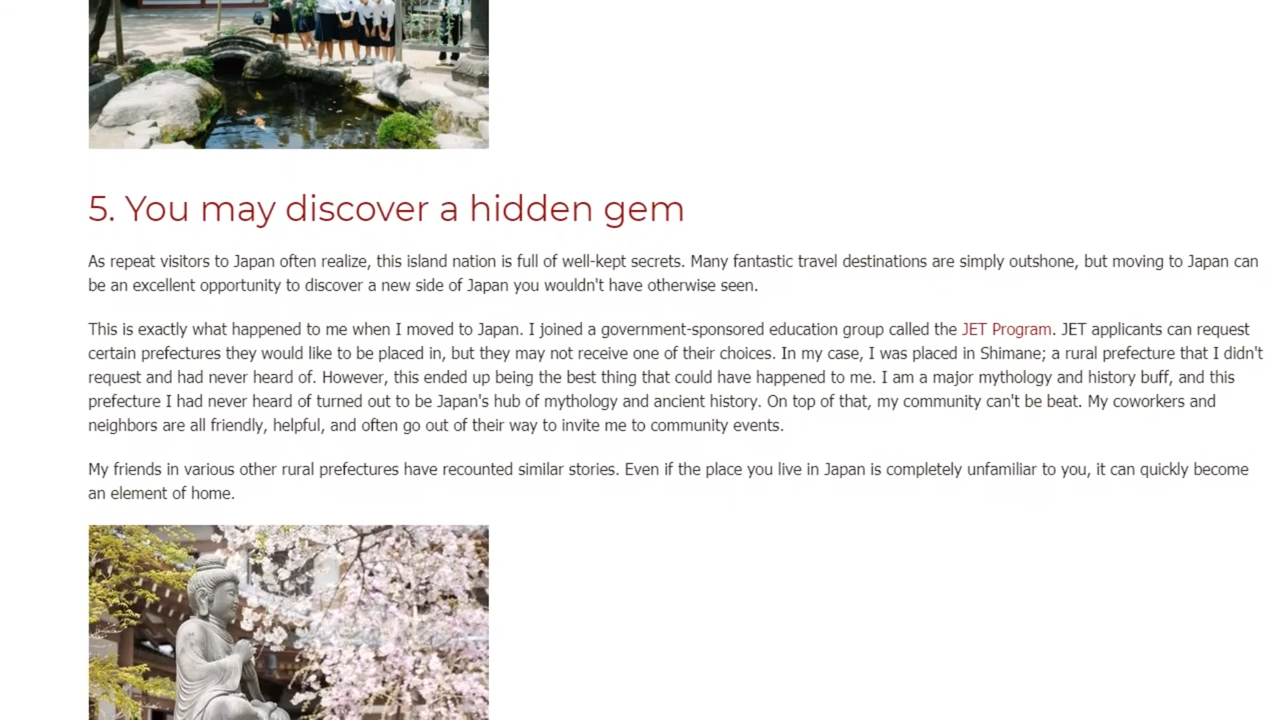 5. You may discover a hidden gem
As repeat visitors to Japan often realize, this island nation is full of well-kept secrets. Many fantastic travel destinations are simply outshone, but moving to Japan can
be an excellent opportunity to discover a new side of Japan you wouldn't have otherwise seen.
This is exactly what happened to me when I moved to Japan. I joined a government-sponsored education group called the JET Program. JET applicants can request
certain prefectures they would like to be placed in, but they may not receive one of their choices. In my case, I was placed in Shimane; a rural prefecture that I didn't
request and had never heard of. However, this ended up being the best thing that could have happened to me. I am a major mythology and history buff, and this
prefecture I had never heard of turned out to be Japan's hub of mythology and ancient history. On top of that, my community can't be beat. My coworkers and
neighbors are all friendly, helpful, and often go out of their way to invite me to community events.
My friends in various other rural prefectures have recounted similar stories. Even if the place you live in Japan is completely unfamiliar to you, it can quickly become
an element of home.